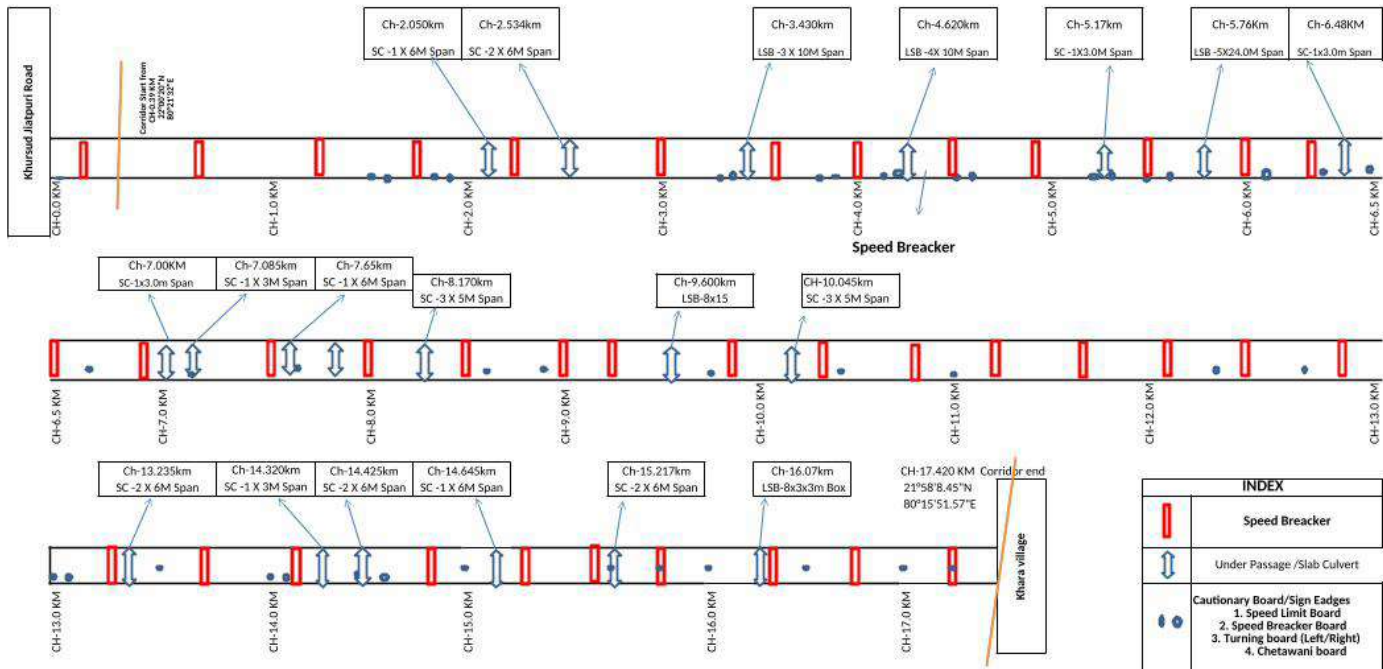 Khursud Jiatpuri Road
Corridor Start from
CH-0.39 KM
22°00'20"N
80°21'32"E
Ch-2.050km
SC -1 X 6M Span
Ch-2.534km
SC -2 X 6M Span
Ch-3.430km
LSB -3 X 10M Span
Ch-4.620km
LSB -4X 10M Span
Ch-5.17km
SC -1X3.0M Span
Ch-5.76Km
LSB -5X24.0M Span
Ch-6.48KM
SC-1x3.0m Span
CH-0.0 KM
CH-1.0 KM
CH-2.0 KM
CH-3.0 KM
CH-4.0 KM
CH-5.0 KM
CH-6.0 KM
CH-6.5 KM
Speed Breacker
Ch-7.00KM
SC-1x3.0m Span
Ch-7.085km
SC -1 X 3M Span
Ch-7.65km
SC -1 X 6M Span
Ch-8.170km
SC -3 X 5M Span
Ch-9.600km
LSB-8x15
CH-10.045km
SC -3 X 5M Span
CH-6.5 KM
CH-7.0 KM
CH-8.0 KM
CH-9.0 KM
CH-10.0 KM
CH-11.0 KM
CH-12.0 KM
CH-13.0 KM
Ch-13.235km
SC -2 X 6M Span
Ch-14.320km
SC -1 X 3M Span
Ch-14.425km
SC -2 X 6M Span
Ch-14.645km
SC -1 X 6M Span
Ch-15.217km
SC -2 X 6M Span
Ch-16.07km
LSB-8x3x3m Box
CH-17.420 KM Corridor end
21°58'8.45"N
80°15'51.57"E
Khara village
CH-13.0 KM
CH-14.0 KM
CH-15.0 KM
CH-16.0 KM
CH-17.0 KM
INDEX
Speed Breacker
Under Passage /Slab Culvert
Cautionary Board/Sign Eadges
1. Speed Limit Board
2. Speed Breacker Board
3. Turning board (Left/Right)
4. Chetawani board